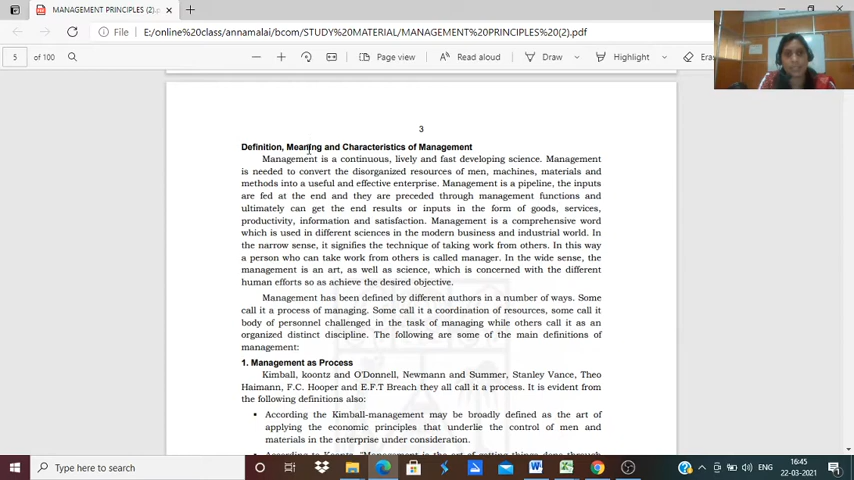 MANAGEMENT PRINCIPLES (2).pdf
File
E:/online class/annamalai/bcom/STUDY%20MATERIAL/MANAGEMENT%20PRINCIPLES%20(2).pdf
5 of 100
Page view
Read aloud
Draw
Highlight
Eras
3
Definition, Meaning and Characteristics of Management
Management is a continuous, lively and fast developing science. Management
is needed to convert the disorganized resources of men, machines, materials and
methods into a useful and effective enterprise. Management is a pipeline, the inputs
are fed at the end and they are preceded through management functions and
ultimately can get the end results or inputs in the form of goods, services,
productivity, information and satisfaction. Management is a comprehensive word
which is used in different sciences in the modern business and industrial world. In
the narrow sense, it signifies the technique of taking work from others. In this way
a person who can take work from others is called manager. In the wide sense, the
management is an art, as well as science, which is concerned with the different
human efforts so as achieve the desired objective.
Management has been defined by different authors in a number of ways. Some
call it a process of managing. Some call it a coordination of resources, some call it
body of personnel challenged in the task of managing while others call it as an
organized distinct discipline. The following are some of the main definitions of
management:
1. Management as Process
Kimball, koontz and O'Donnell, Newmann and Summer, Stanley Vance, Theo
Haimann, F.C. Hooper and E.F.T Breach they all call it a process. It is evident from
the following definitions also:
• According the Kimball-management may be broadly defined as the art of
applying the economic principles that underlie the control of men and
materials in the enterprise under consideration.
• According to Koontz, "Management is the art of getting things done through
Type here to search
ENG
16:45
22-03-2021